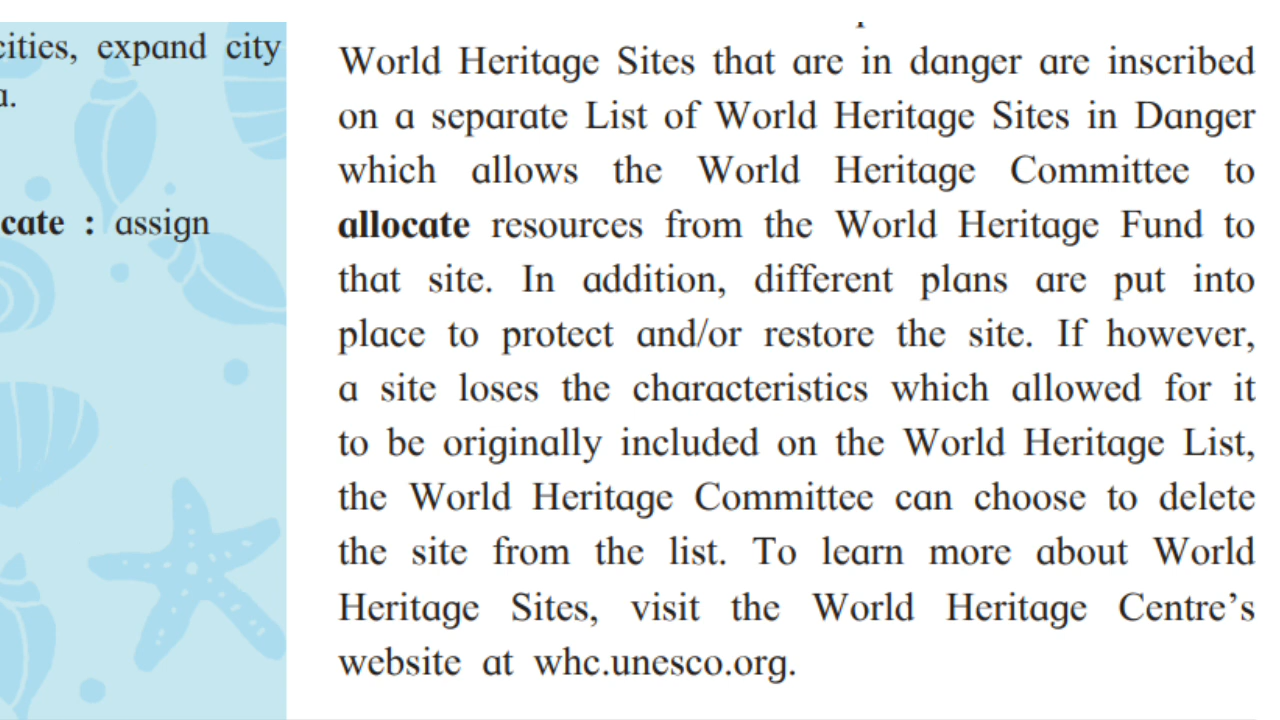 cities, expand city
a.
cate : assign
World Heritage Sites that are in danger are inscribed
on a separate List of World Heritage Sites in Danger
which allows the World Heritage Committee to
allocate resources from the World Heritage Fund to
that site. In addition, different plans are put into
place to protect and/or restore the site. If however,
a site loses the characteristics which allowed for it
to be originally included on the World Heritage List,
the World Heritage Committee can choose to delete
the site from the list. To learn more about World
Heritage Sites, visit the World Heritage Centre's
website at whc.unesco.org.